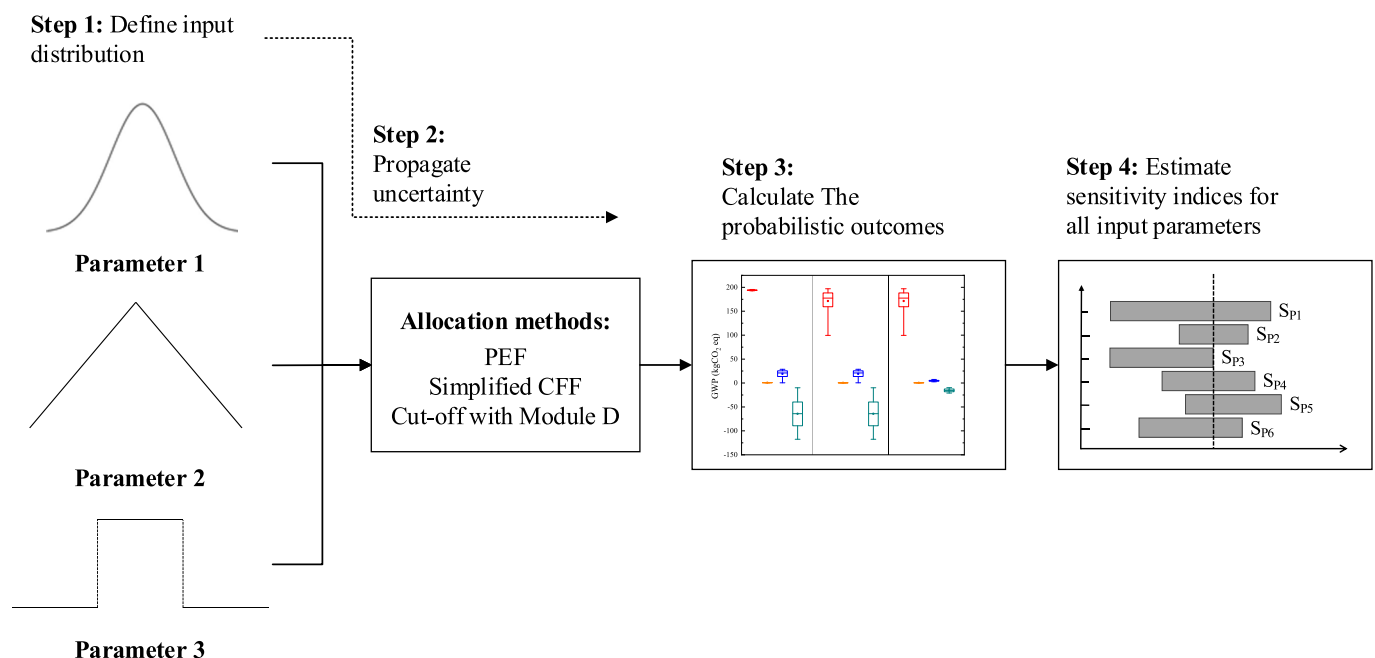 Step 1: Define input
distribution
Parameter 1
Parameter 2
Parameter 3
Step 2:
Propagate
uncertainty
Allocation methods:
PEF
Simplified CFF
Cut-off with Module D
Step 3:
Calculate The
probabilistic outcomes
GWP (kgCO2 eq)
200
150
100
50
0
-50
-100
-150
Step 4: Estimate
sensitivity indices for
all input parameters
SP1
SP2
SP3
SP4
SP5
SP6